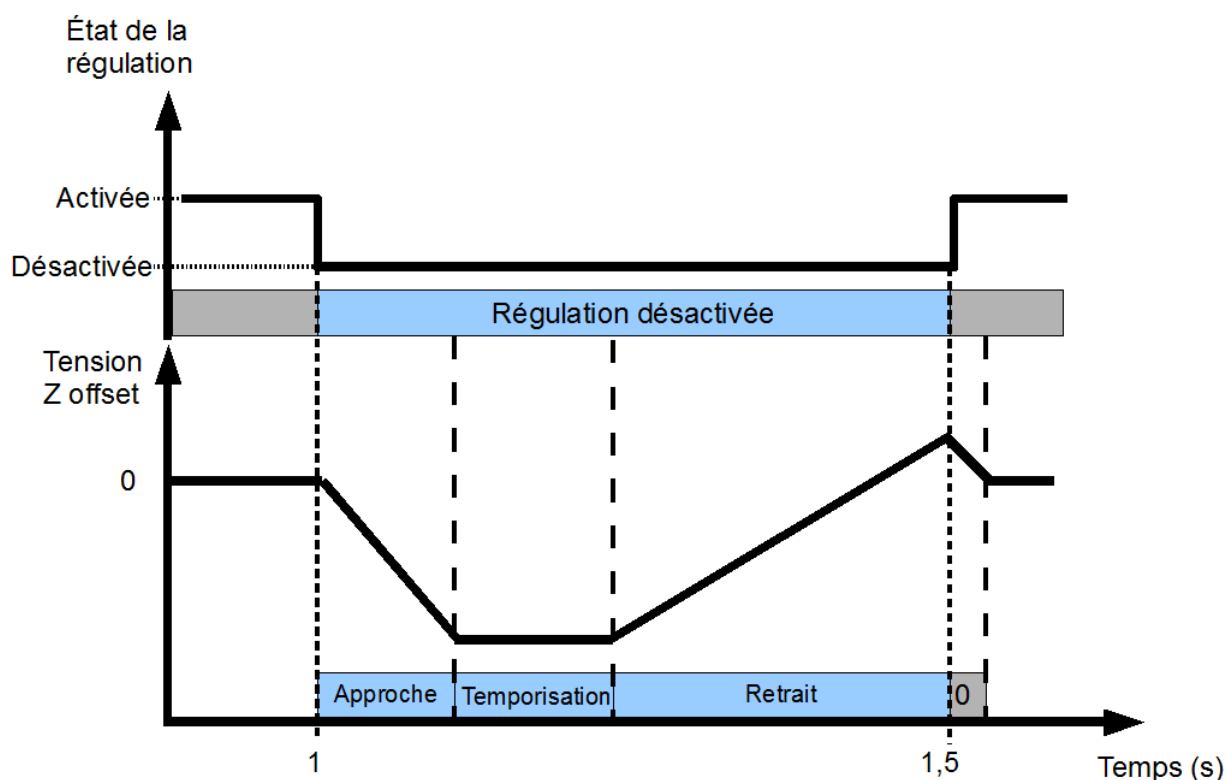 État de la
régulation
Activée
Désactivée
Régulation désactivée
Tension
Z offset
0
Approche
Temporisation
Retrait
0
1
1,5
Temps (s)